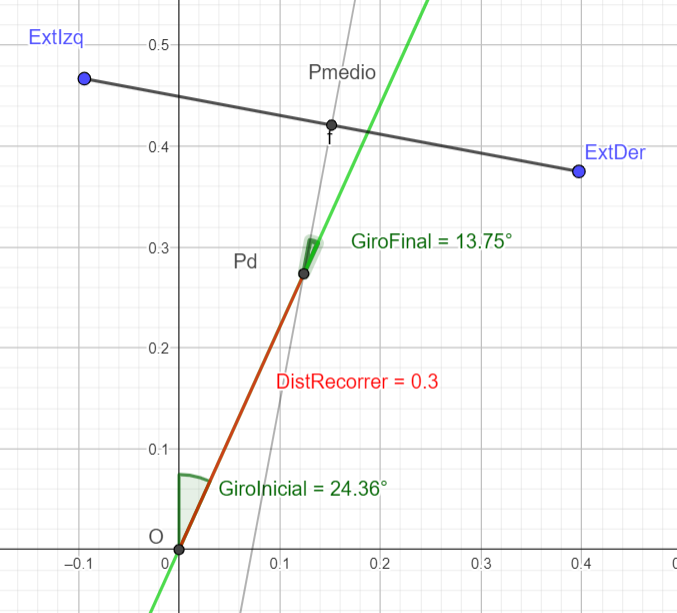 ExtIzq
0.5
Pmedio
f
0.4
ExtDer
0.3
GiroFinal = 13.75°
Pd
0.2
DistRecorrer = 0.3
0.1
GiroInicial = 24.36°
O
–0.1
0
0.1
0.2
0.3
0.4